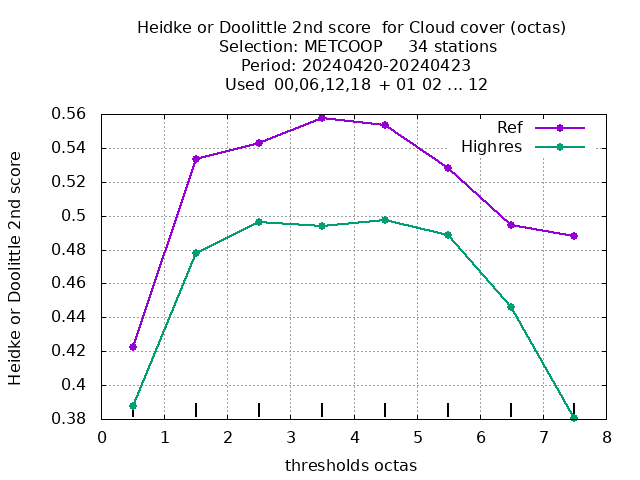 Heidke or Doolittle 2nd score  for Cloud cover (octas)
Selection: METCOOP     34 stations
Period: 20240420-20240423
Used  00,06,12,18 + 01 02 ... 12
Ref
Highres
Heidke or Doolittle 2nd score
0.56
0.54
0.52
0.5
0.48
0.46
0.44
0.42
0.4
0.38
0 1 2 3 4 5 6 7 8
thresholds octas